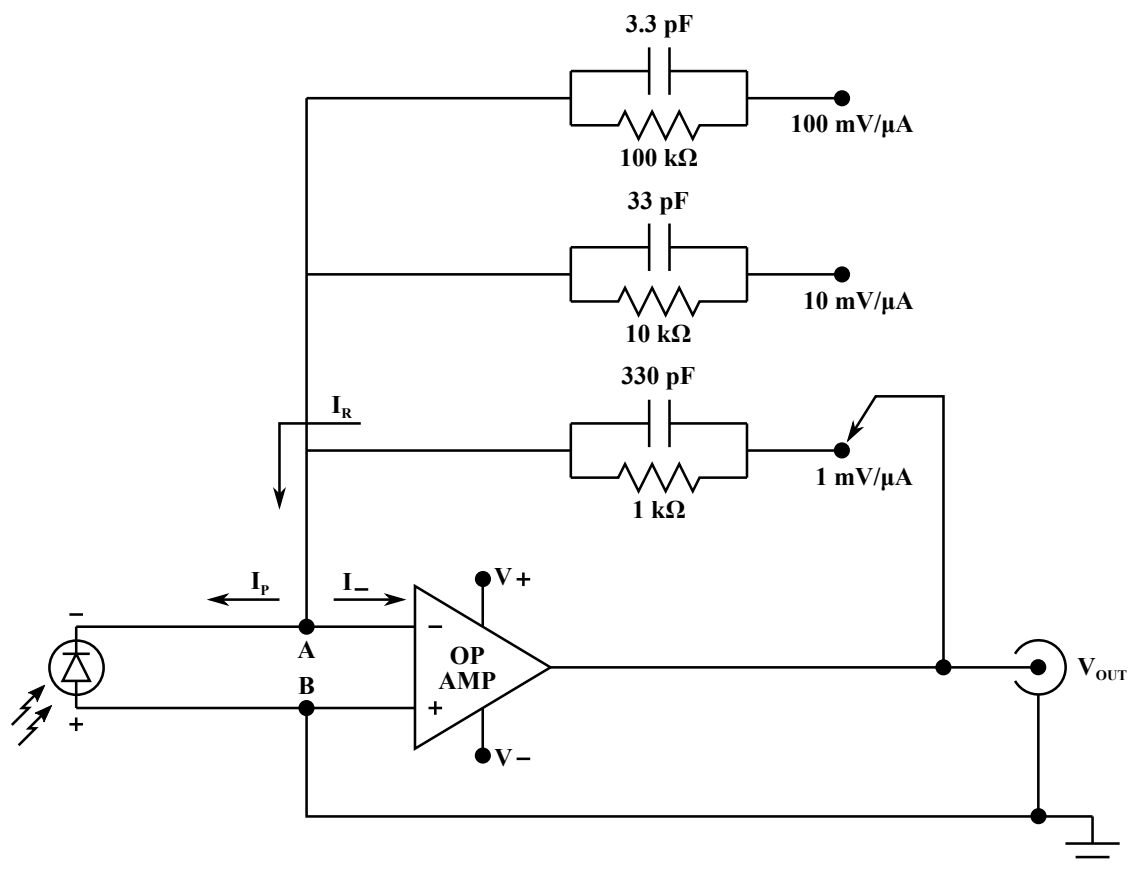 3.3 pF
100 mV/μA
100 kΩ
33 pF
10 mV/μA
10 kΩ
330 pF
I_R
1 mV/μA
1 kΩ
V+
I_P
I−
−
−
A
OP
AMP
V_OUT
B
+
+
V−